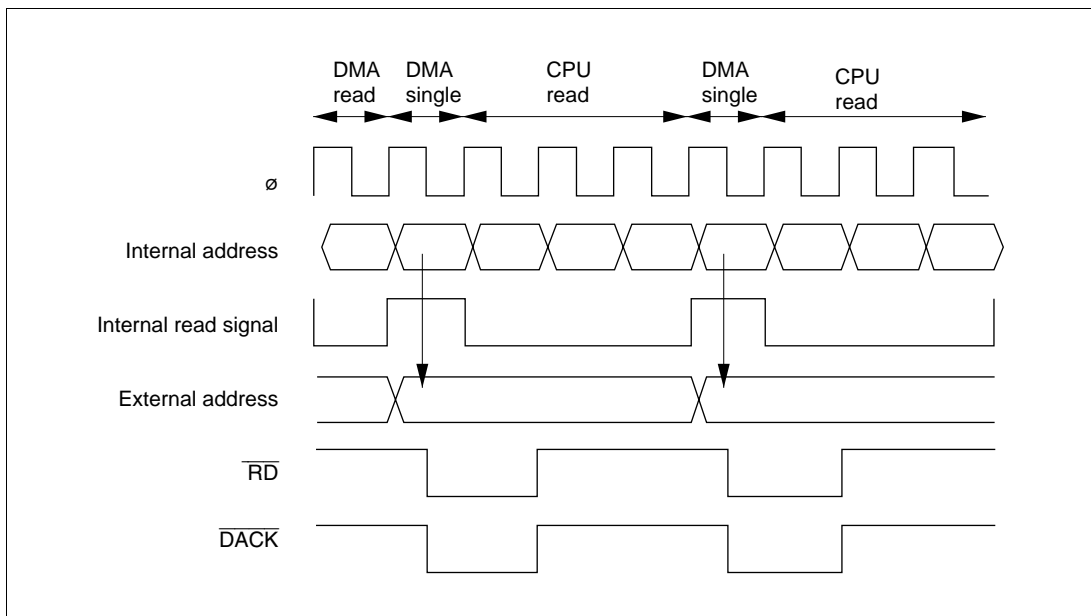 DMA
read
DMA
single
CPU
read
DMA
single
CPU
read
ø
Internal address
Internal read signal
External address
RD
DACK